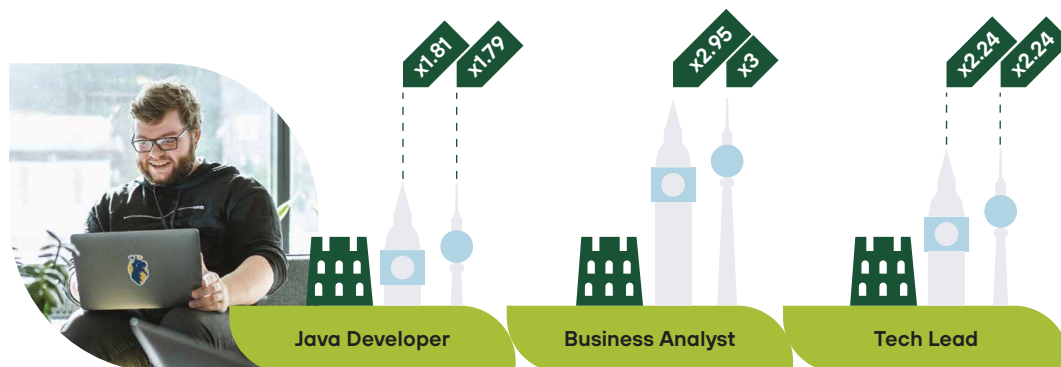 x1.81
x1.79
x2.95
x3
x2.24
x2.24
Java Developer
Business Analyst
Tech Lead